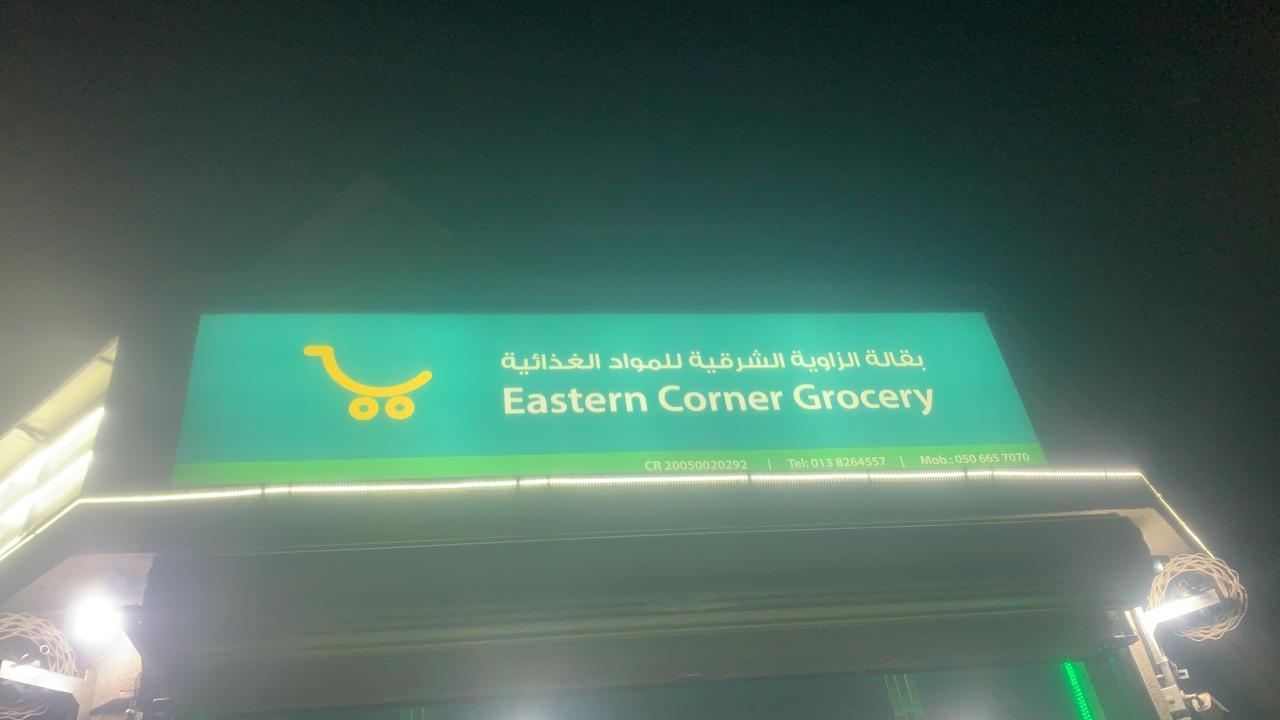 بقالة الزاوية الشرقية للمواد الغذائية
Eastern Corner Grocery
CR 20050020292 | Tel: 013 8264557 | Mob.: 050 665 7070